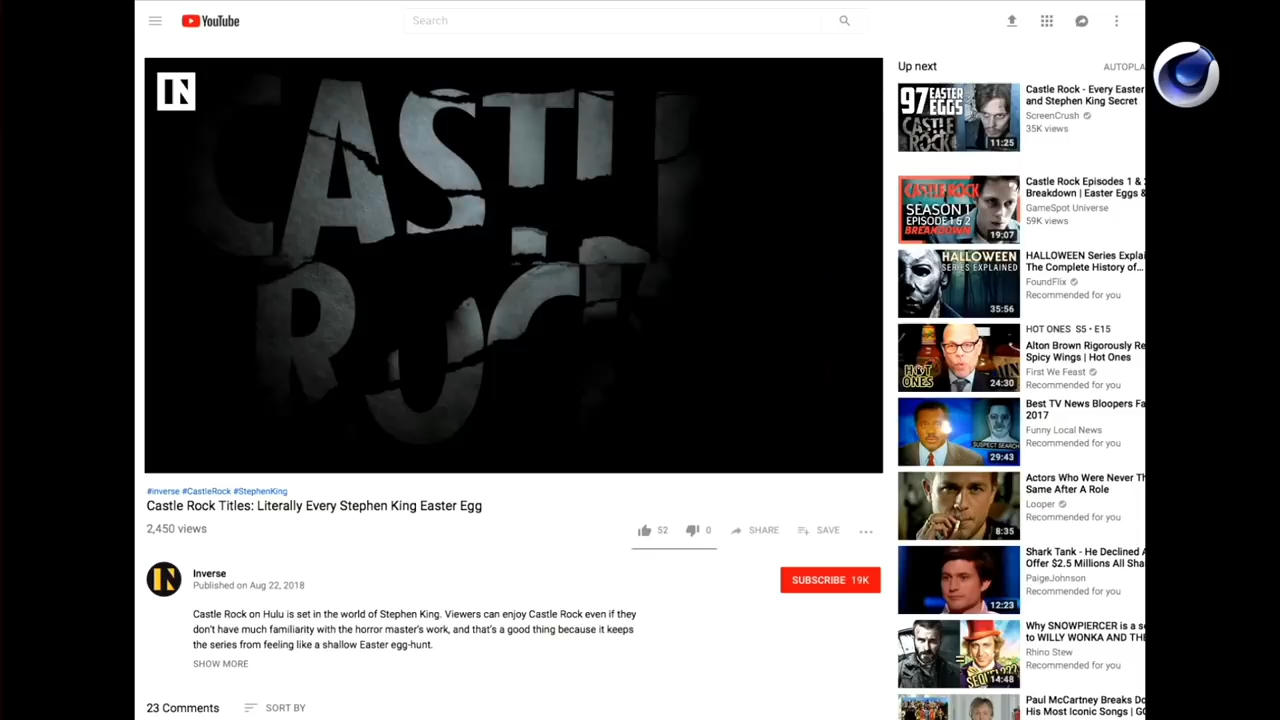 YouTube
Search
IN
CASTLE
ROCK
#inverse #CastleRock #StephenKing
Castle Rock Titles: Literally Every Stephen King Easter Egg
2,450 views
52
0
SHARE
SAVE
Inverse
Published on Aug 22, 2018
SUBSCRIBE 19K
Castle Rock on Hulu is set in the world of Stephen King. Viewers can enjoy Castle Rock even if they
don't have much familiarity with the horror master's work, and that's a good thing because it keeps
the series from feeling like a shallow Easter egg-hunt.
SHOW MORE
23 Comments
SORT BY
Up next
AUTOPLA
97 EASTER
EGGS
CASTLE
ROCK
11:25
Castle Rock - Every Easter
and Stephen King Secret
ScreenCrush
35K views
CASTLE ROCK
SEASON 1
EPISODE 1 & 2
BREAKDOWN!
19:07
Castle Rock Episodes 1 &
Breakdown | Easter Eggs &
GameSpot Universe
59K views
HALLOWEEN
SERIES EXPLAINED
35:56
HALLOWEEN Series Explai
The Complete History of...
FoundFlix
Recommended for you
HOT
ONES
24:30
HOT ONES S5 • E15
Alton Brown Rigorously Re
Spicy Wings | Hot Ones
First We Feast
Recommended for you
SUSPECT SEARCH
29:43
Best TV News Bloopers Fa
2017
Funny Local News
Recommended for you
8:35
Actors Who Were Never Th
Same After A Role
Looper
Recommended for you
12:23
Shark Tank - He Declined A
Offer $2.5 Millions All Sha
PaigeJohnson
Recommended for you
SEQUEL???
14:48
Why SNOWPIERCER is a se
to WILLY WONKA AND THE
Rhino Stew
Recommended for you
Paul McCartney Breaks Do
His Most Iconic Songs | GQ